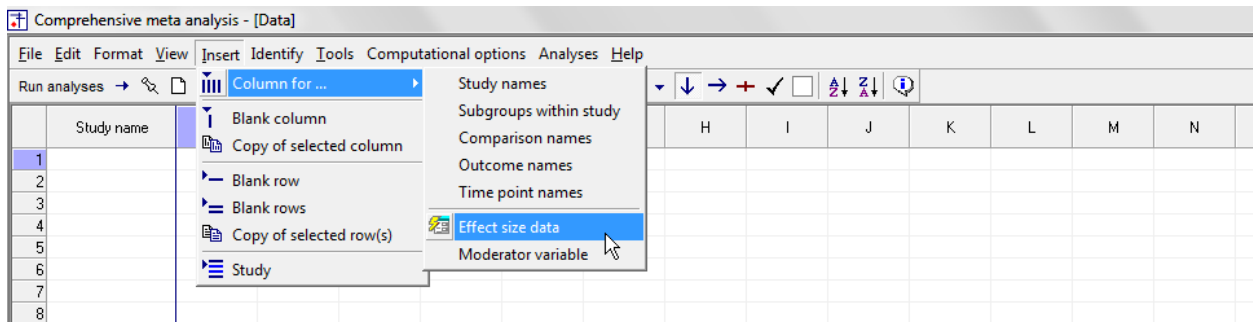 Comprehensive meta analysis - [Data]
File Edit Format View Insert Identify Tools Computational options Analyses Help
Run analyses
Column for ...
Study names
Subgroups within study
Comparison names
Outcome names
Time point names
Effect size data
Moderator variable
Blank column
Copy of selected column
Blank row
Blank rows
Copy of selected row(s)
Study
Study name H I J K L M N
1
2
3
4
5
6
7
8